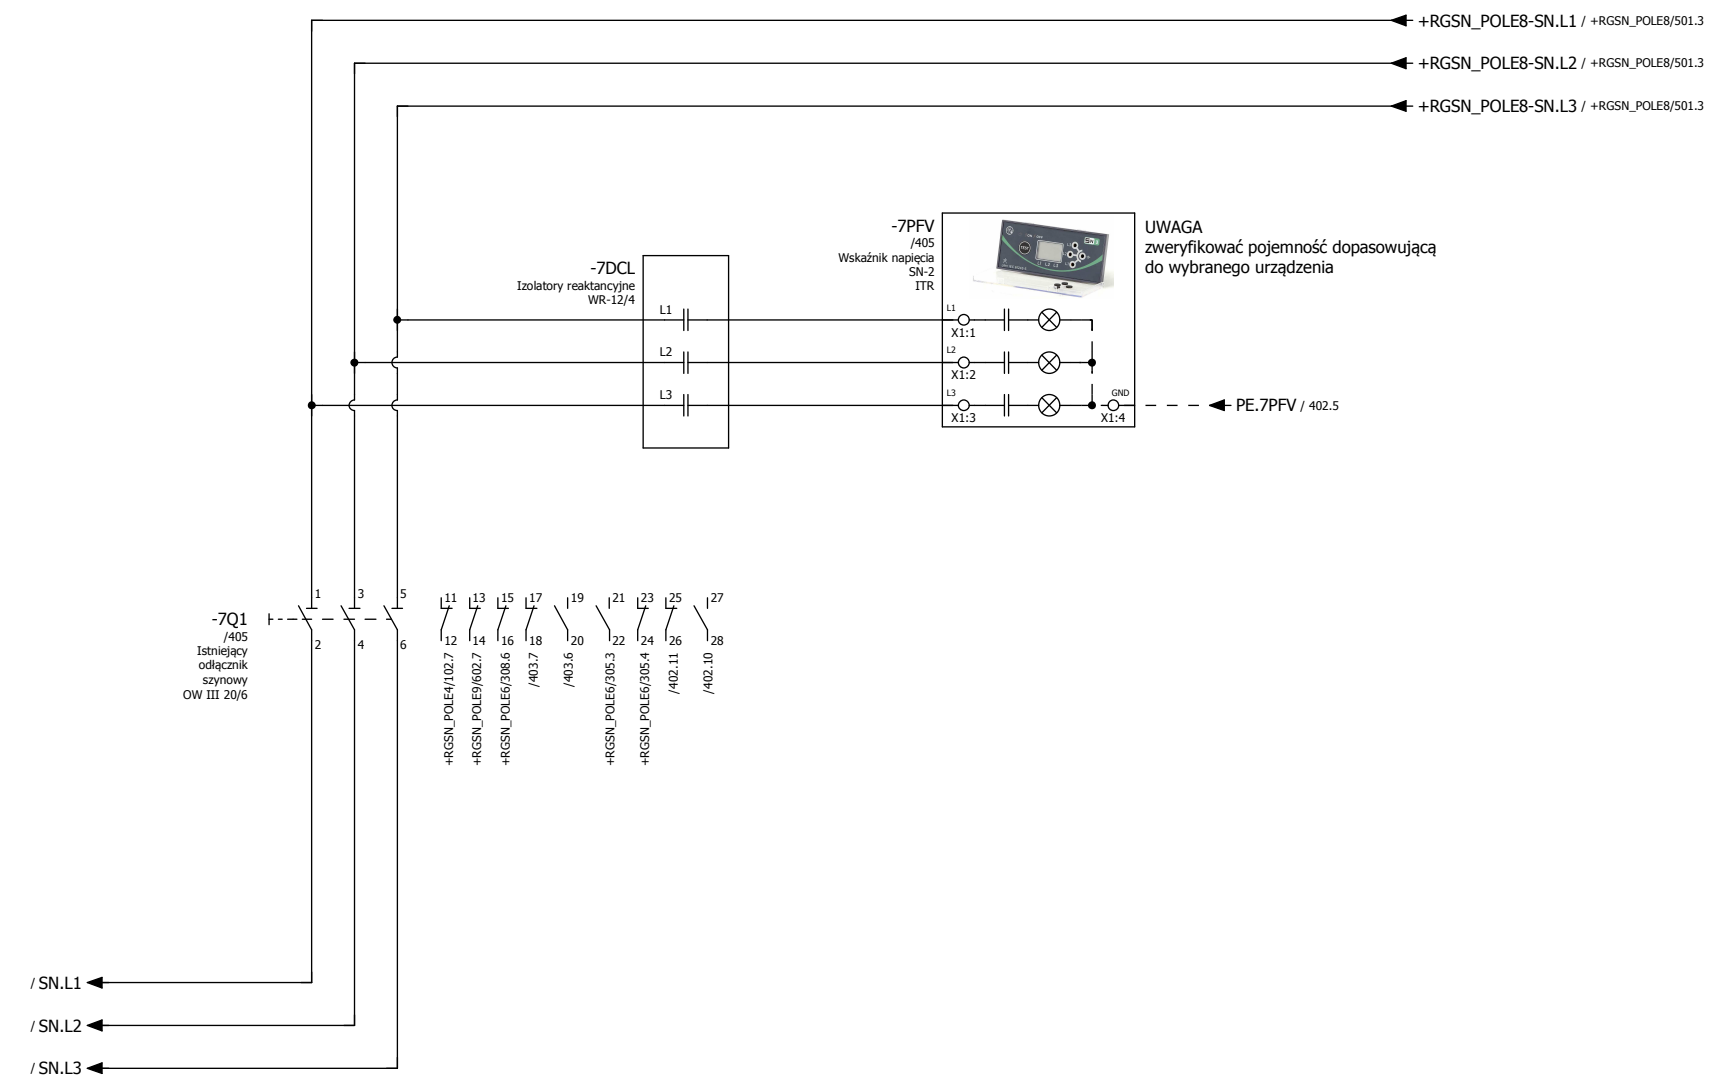 +RGSN_POLE8-SN.L1 / +RGSN_POLE8/501.3
+RGSN_POLE8-SN.L2 / +RGSN_POLE8/501.3
+RGSN_POLE8-SN.L3 / +RGSN_POLE8/501.3
-7PFV
/405
Wskaźnik napięcia
SN-2
ITR
UWAGA
zweryfikować pojemność dopasowującą
do wybranego urządzenia
TEST
L1 L2 L3
-7DCL
Izolatory reaktancyjne
WR-12/4
L1
L2
L3
L1
X1:1
L2
X1:2
L3
X1:3
GND
X1:4
PE.7PFV / 402.5
-7Q1
/405
Istniejący
odłącznik
szynowy
OW III 20/6
1 3 5
2 4 6
11 13 15 17 19 21 23 25 27
12 14 16 18 20 22 24 26 28
+RGSN_POLE4/102.7
+RGSN_POLE9/602.7
+RGSN_POLE6/308.6
/403.7
/403.6
+RGSN_POLE6/305.3
+RGSN_POLE6/305.4
/402.11
/402.10
/ SN.L1
/ SN.L2
/ SN.L3